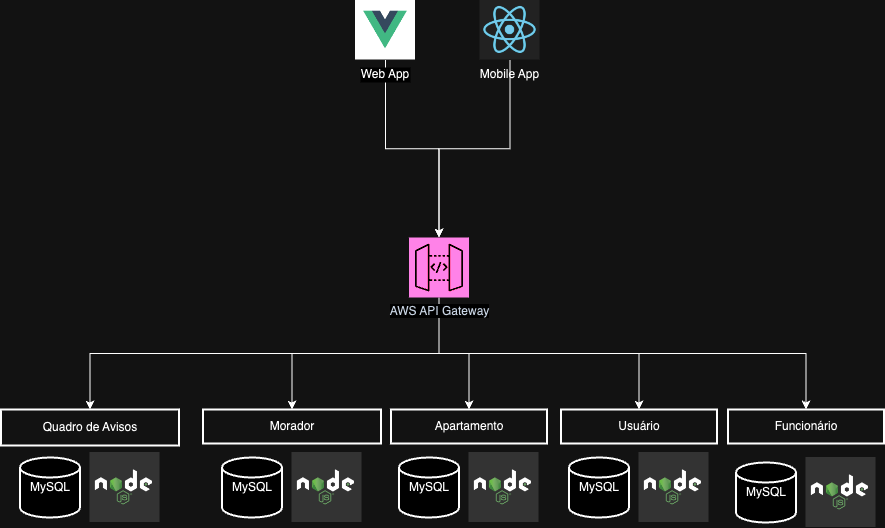 Web App
Mobile App
</>
AWS API Gateway
Quadro de Avisos
Morador
Apartamento
Usuário
Funcionário
MySQL
node
JS
MySQL
node
JS
MySQL
node
JS
MySQL
node
JS
MySQL
node
JS